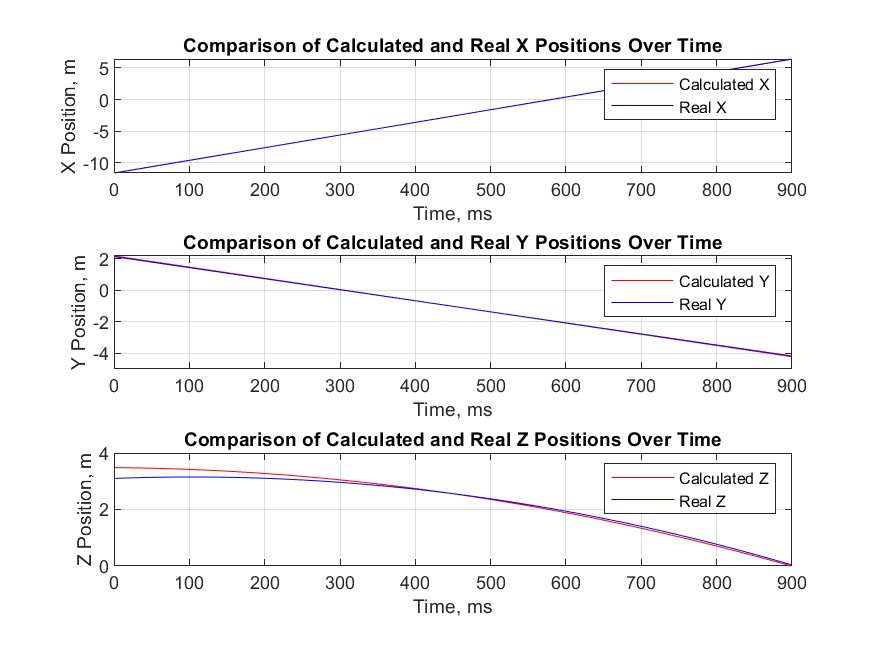 Comparison of Calculated and Real X Positions Over Time
X Position, m
5
0
-5
-10
Calculated X
Real X
0 100 200 300 400 500 600 700 800 900
Time, ms
Comparison of Calculated and Real Y Positions Over Time
Y Position, m
2
0
-2
-4
Calculated Y
Real Y
0 100 200 300 400 500 600 700 800 900
Time, ms
Comparison of Calculated and Real Z Positions Over Time
Z Position, m
4
2
0
Calculated Z
Real Z
0 100 200 300 400 500 600 700 800 900
Time, ms